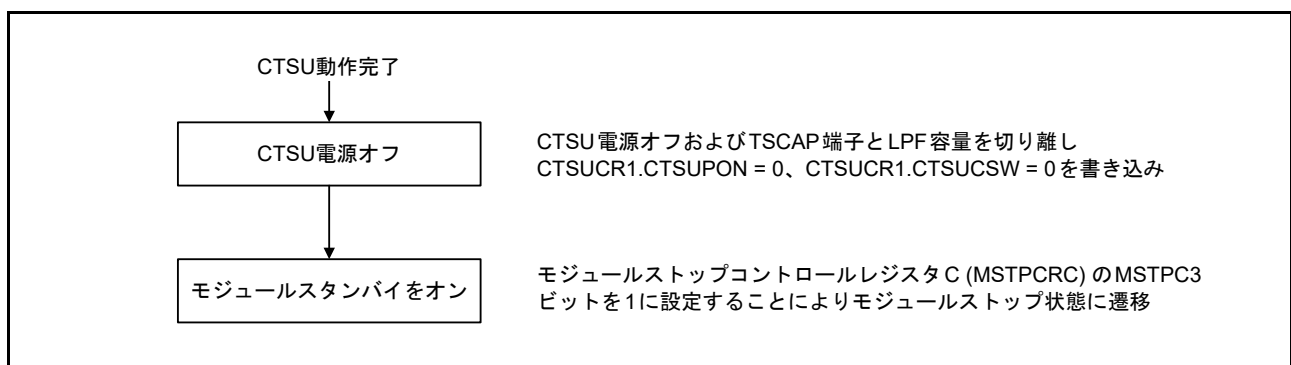 CTSU動作完了
CTSU電源オフ
CTSU電源オフおよびTSCAP端子とLPF容量を切り離し
CTSUCR1.CTSUPON = 0、CTSUCR1.CTSUCSW = 0を書き込み
モジュールスタンバイをオン
モジュールストップコントロールレジスタC (MSTPCRC) のMSTPC3
ビットを1に設定することによりモジュールストップ状態に遷移